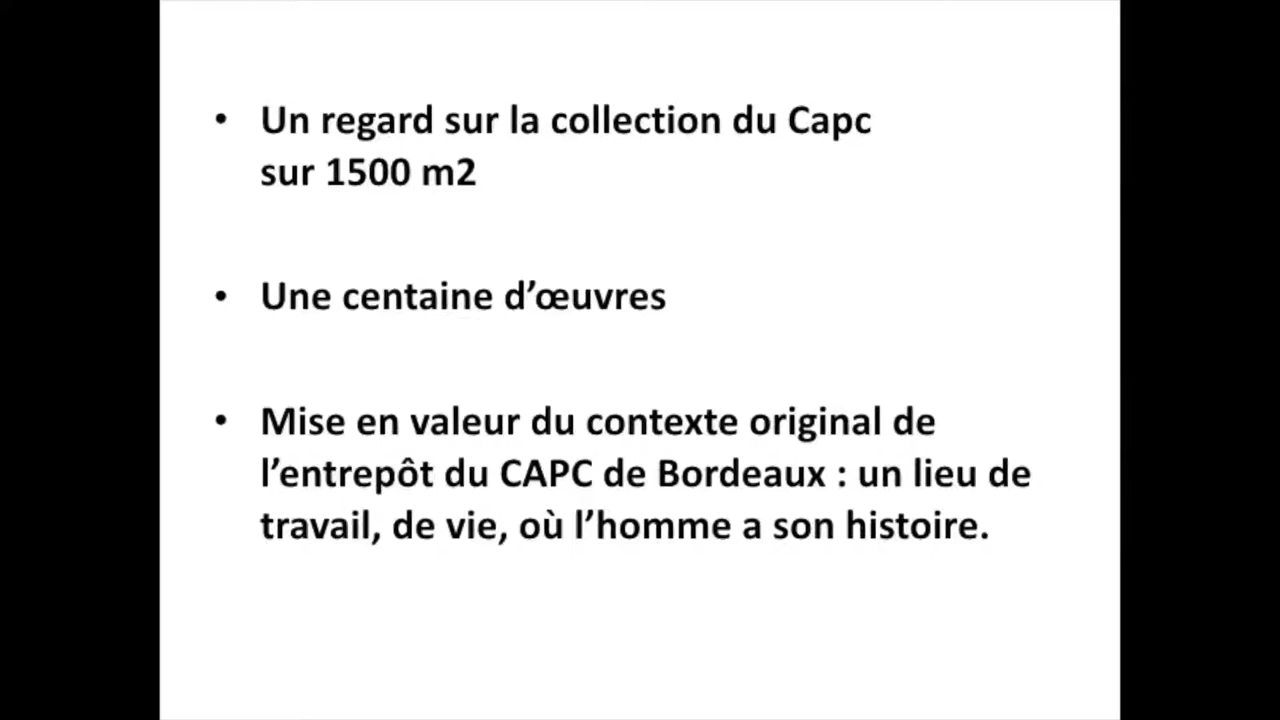 • Un regard sur la collection du Capc
sur 1500 m2
• Une centaine d’œuvres
• Mise en valeur du contexte original de
l’entrepôt du CAPC de Bordeaux : un lieu de
travail, de vie, où l’homme a son histoire.